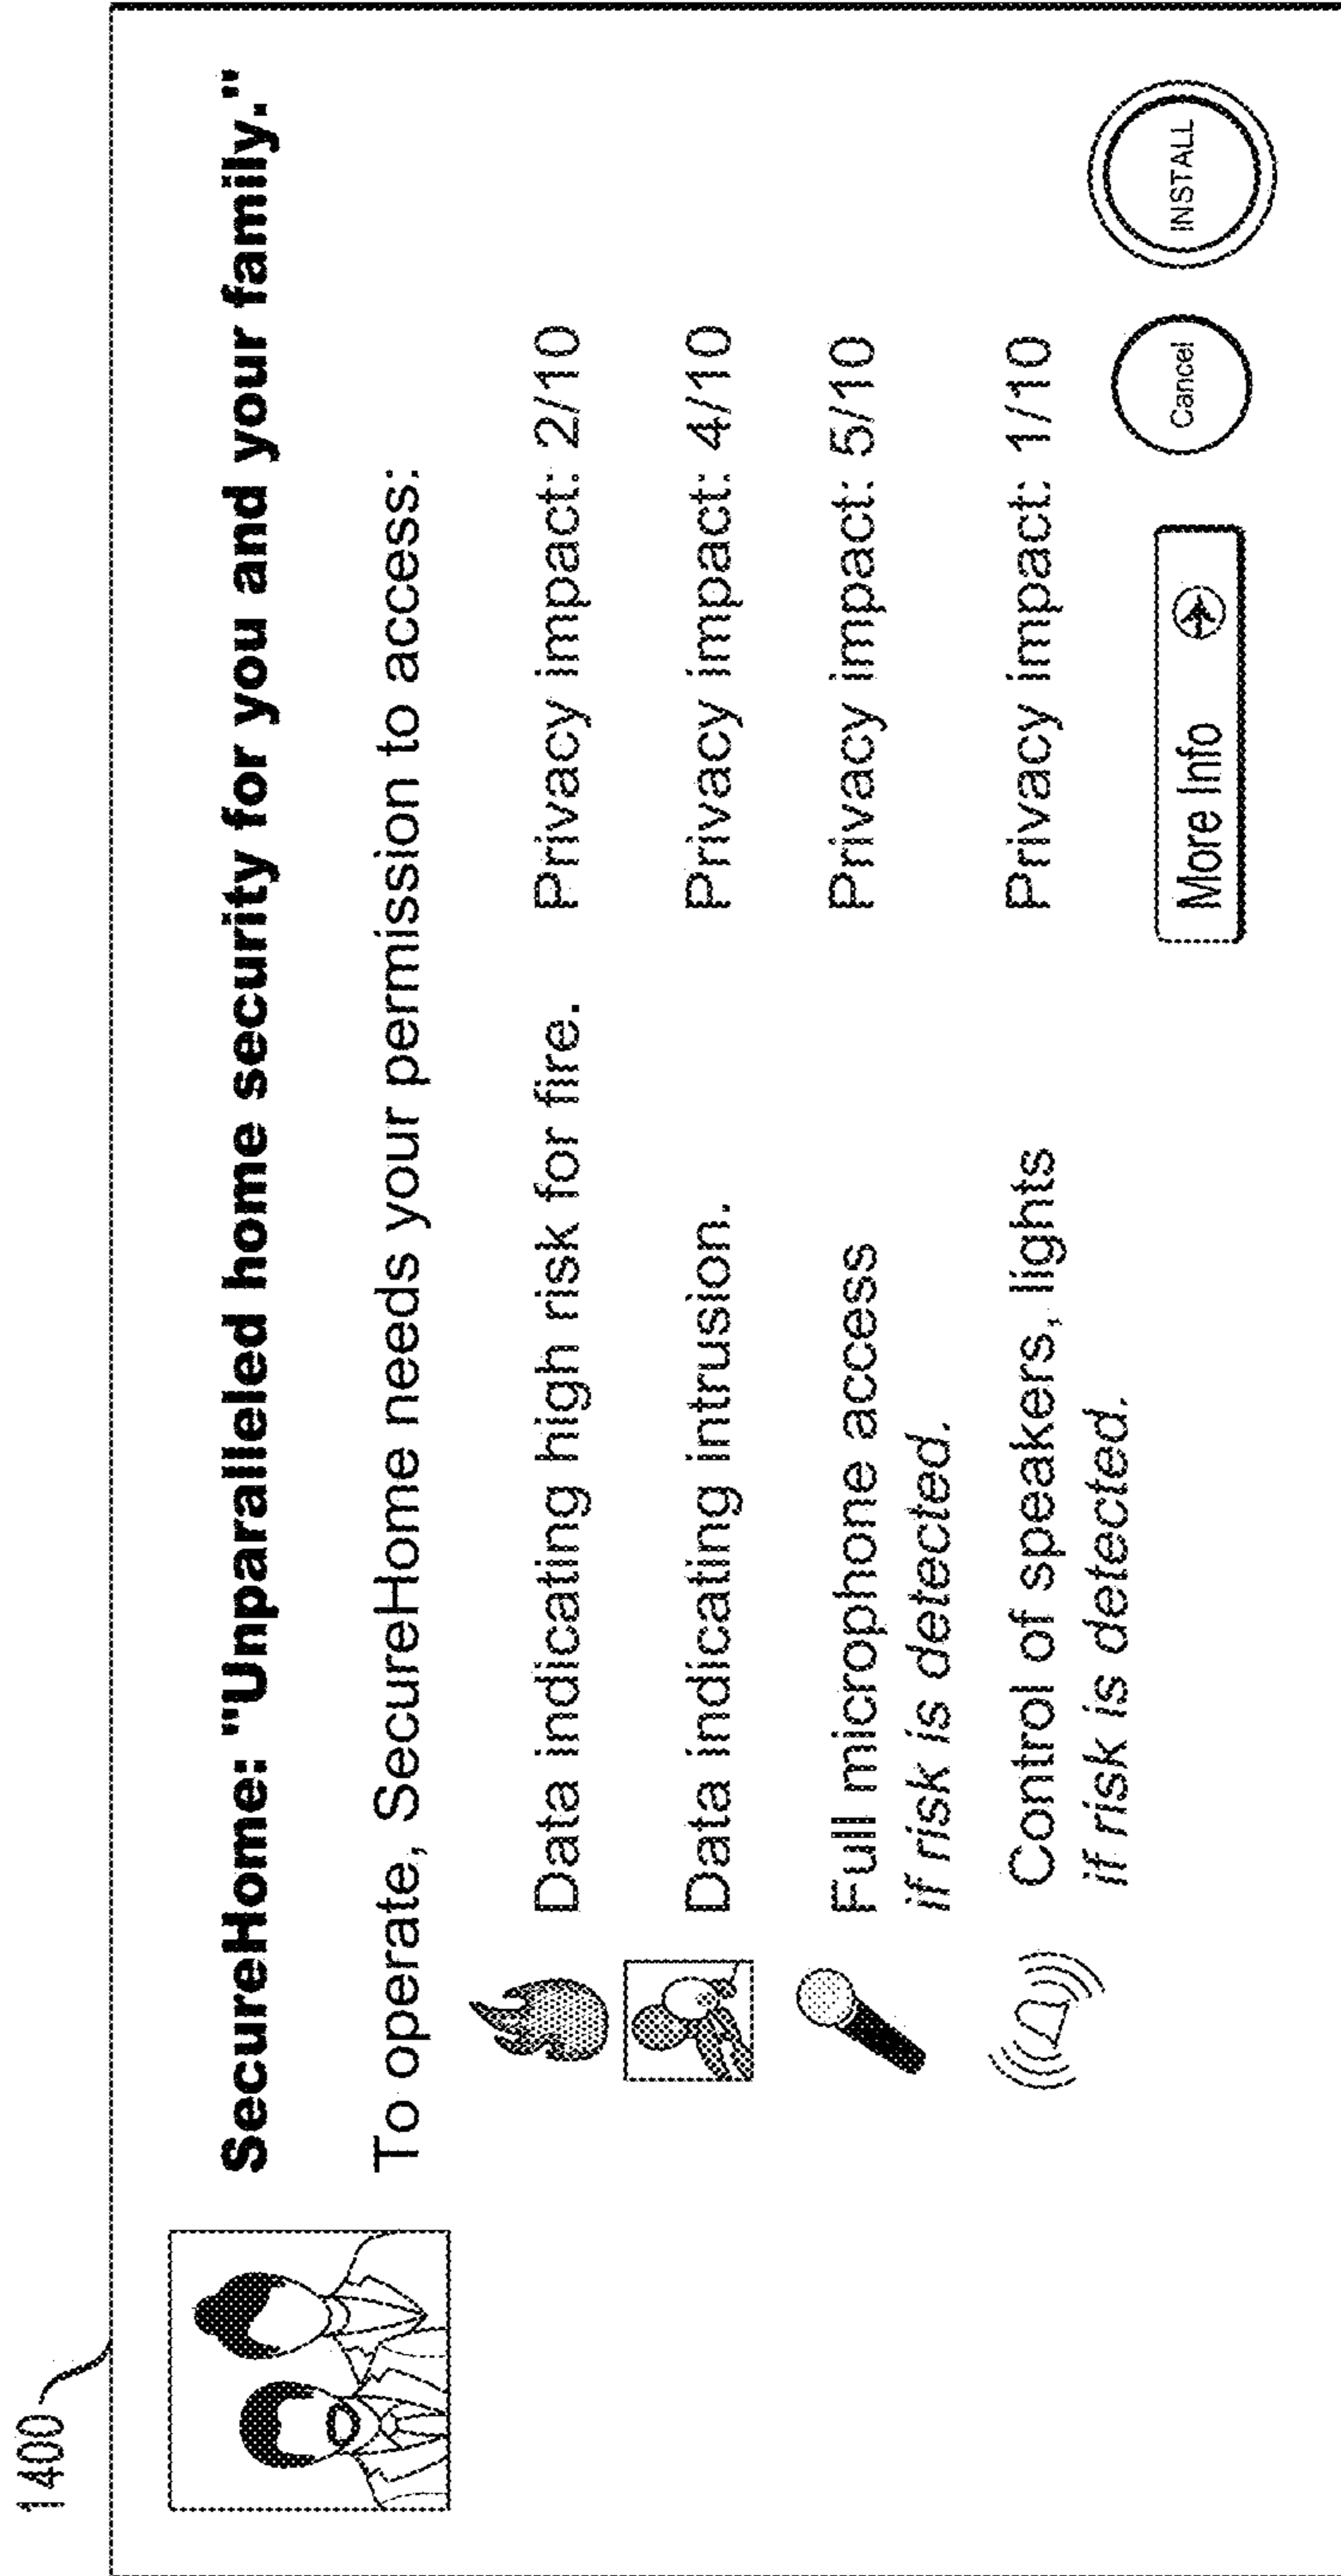 1400
SecureHome: "Unparalleled home security for you and your family."
To operate, SecureHome needs your permission to access:
Data indicating high risk for fire. Privacy impact: 2/10
Data indicating intrusion. Privacy impact: 4/10
Full microphone access Privacy impact: 5/10
if risk is detected.
Control of speakers, lights Privacy impact: 1/10
if risk is detected.
More Info Cancel INSTALL